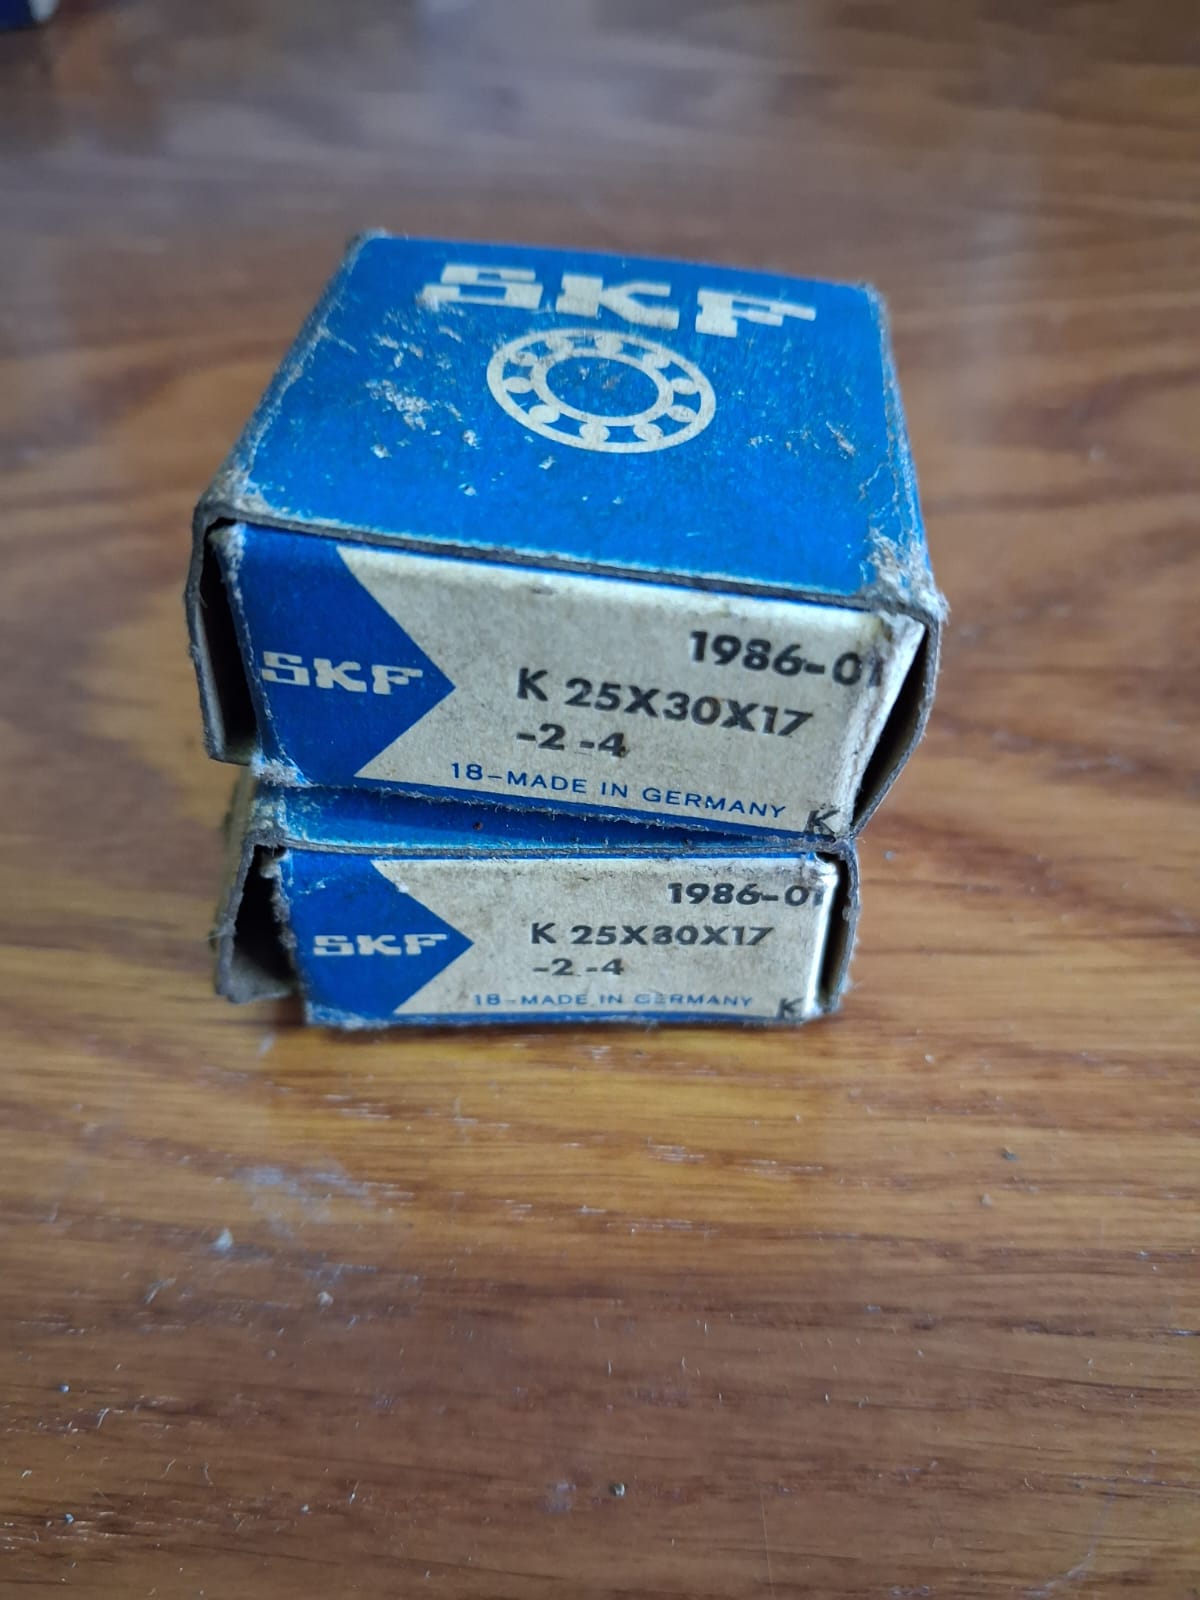 SKF
SKF
1986-01
K 25X30X17
-2 -4
18-MADE IN GERMANY
K
SKF
1986-01
K 25X30X17
-2 -4
18-MADE IN GERMANY
K